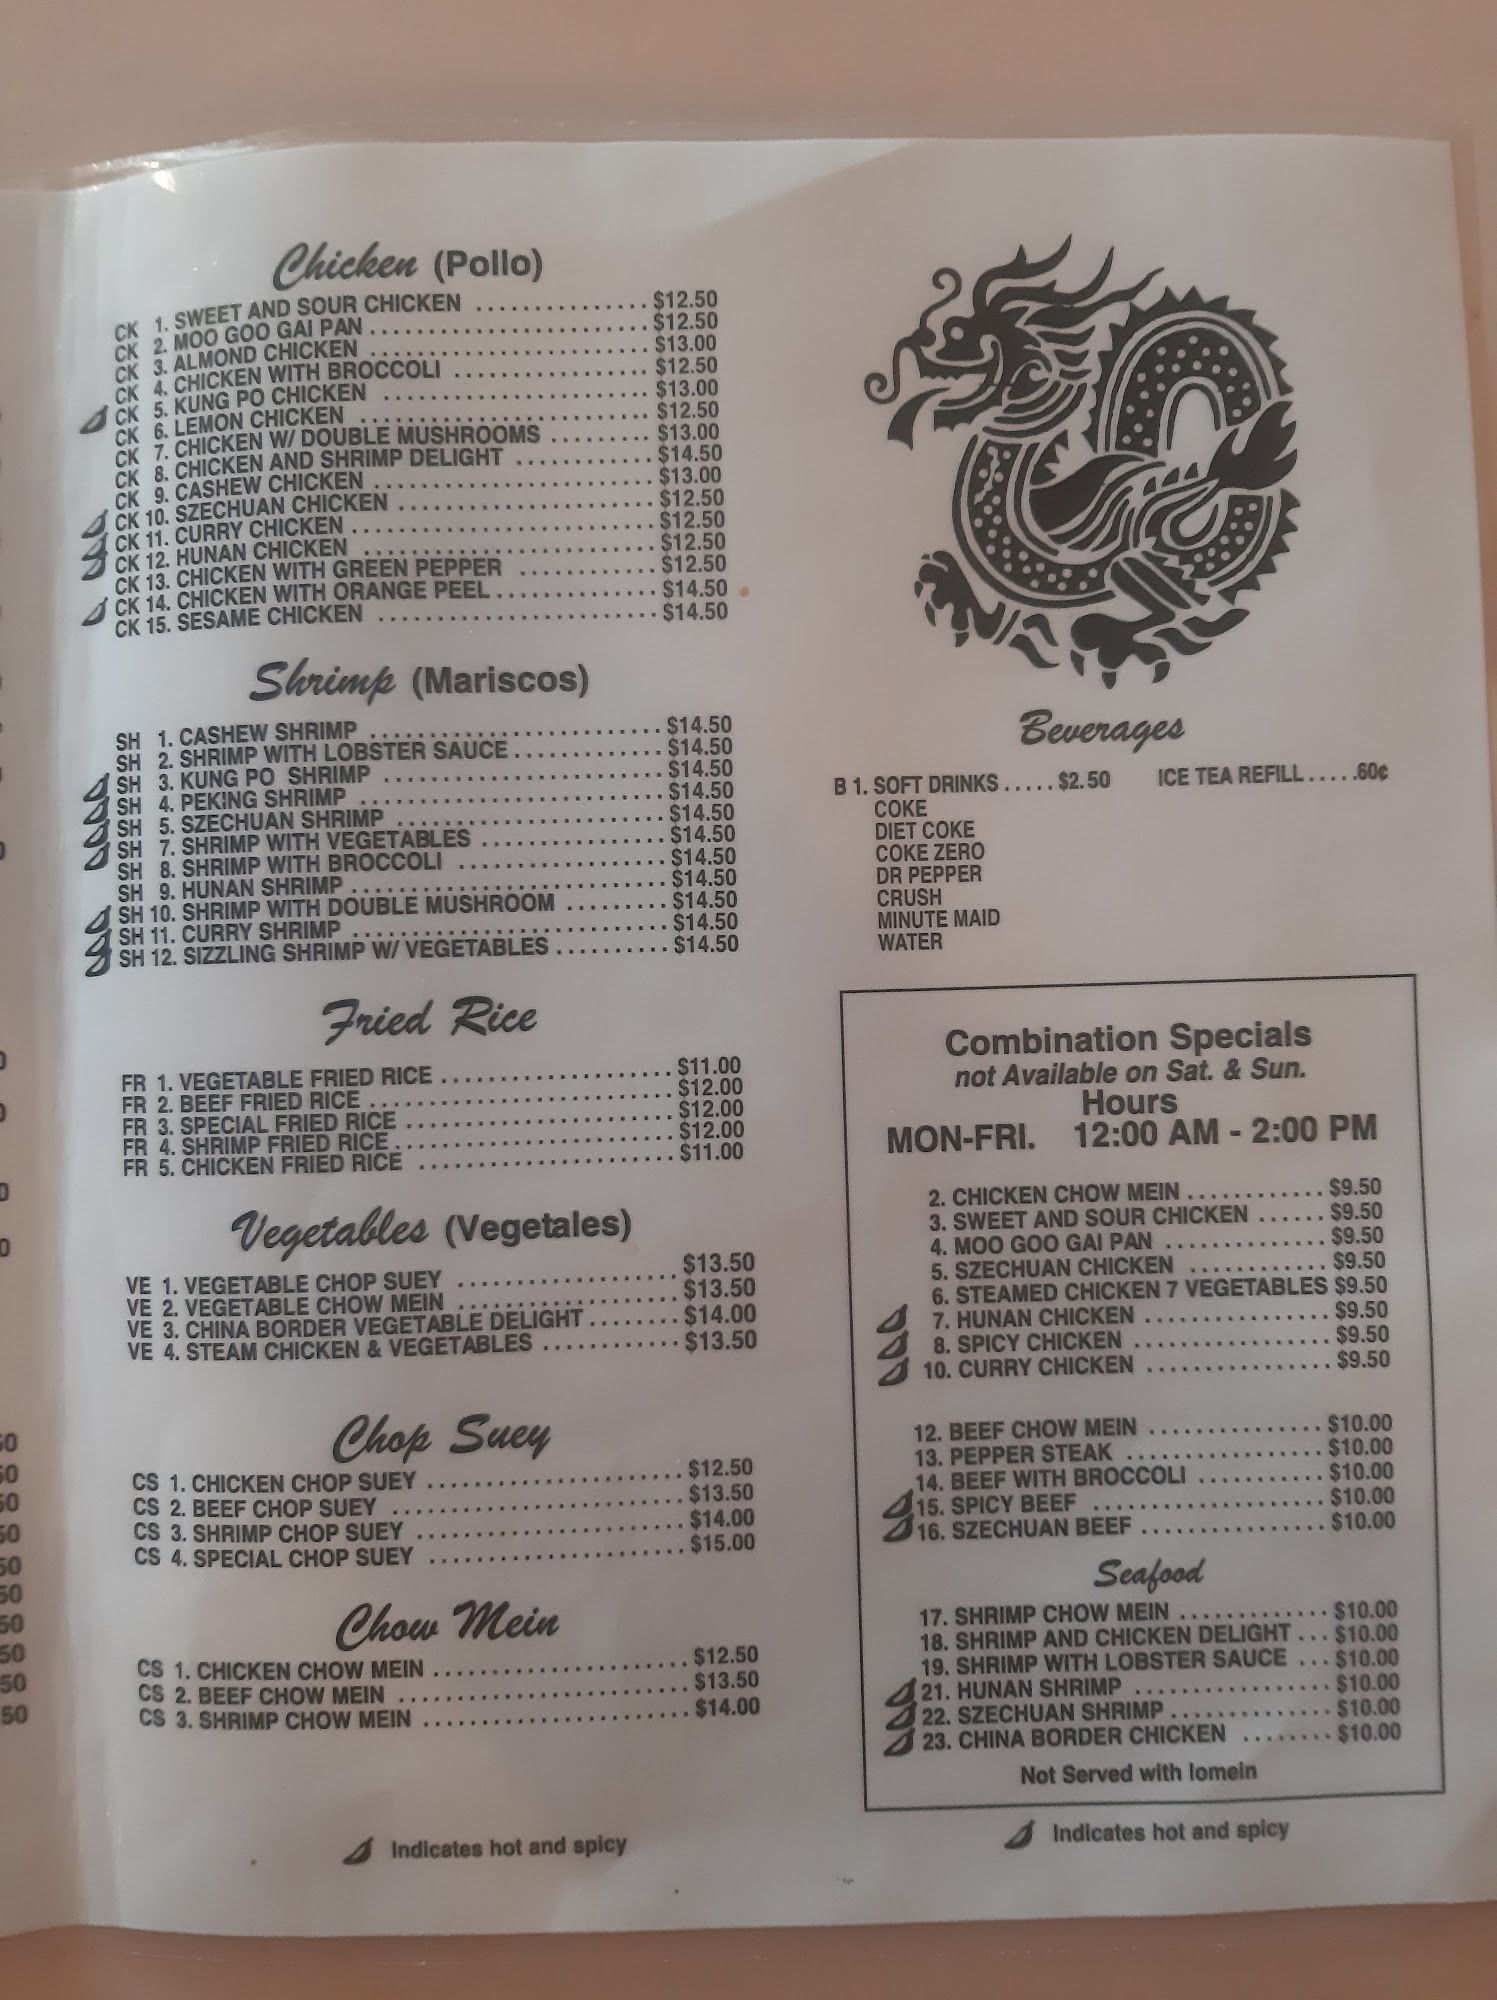 Chicken (Pollo)
CK 1. SWEET AND SOUR CHICKEN .............. $12.50
CK 2. MOO GOO GAI PAN ........................ $12.50
CK 3. ALMOND CHICKEN ........................ $13.00
CK 4. CHICKEN WITH BROCCOLI ................. $12.50
CK 5. KUNG PO CHICKEN ....................... $13.00
CK 6. LEMON CHICKEN ......................... $12.50
CK 7. CHICKEN W/ DOUBLE MUSHROOMS ......... $13.00
CK 8. CHICKEN AND SHRIMP DELIGHT ............ $14.50
CK 9. CASHEW CHICKEN ........................ $13.00
CK 10. SZECHUAN CHICKEN ...................... $12.50
CK 11. CURRY CHICKEN ......................... $12.50
CK 12. HUNAN CHICKEN ......................... $12.50
CK 13. CHICKEN WITH GREEN PEPPER ............ $12.50
CK 14. CHICKEN WITH ORANGE PEEL .............. $14.50
CK 15. SESAME CHICKEN ........................ $14.50
Shrimp (Mariscos)
SH 1. CASHEW SHRIMP ......................... $14.50
SH 2. SHRIMP WITH LOBSTER SAUCE ............. $14.50
SH 3. KUNG PO SHRIMP ........................ $14.50
SH 4. PEKING SHRIMP .......................... $14.50
SH 5. SZECHUAN SHRIMP ....................... $14.50
SH 7. SHRIMP WITH VEGETABLES ................ $14.50
SH 8. SHRIMP WITH BROCCOLI .................. $14.50
SH 9. HUNAN SHRIMP .......................... $14.50
SH 10. SHRIMP WITH DOUBLE MUSHROOM ......... $14.50
SH 11. CURRY SHRIMP ........................... $14.50
SH 12. SIZZLING SHRIMP W/ VEGETABLES .......... $14.50
Fried Rice
FR 1. VEGETABLE FRIED RICE ..................... $11.00
FR 2. BEEF FRIED RICE ........................... $12.00
FR 3. SPECIAL FRIED RICE ........................ $12.00
FR 4. SHRIMP FRIED RICE ......................... $12.00
FR 5. CHICKEN FRIED RICE ....................... $11.00
Vegetables (Vegetales)
VE 1. VEGETABLE CHOP SUEY .................... $13.50
VE 2. VEGETABLE CHOW MEIN .................... $13.50
VE 3. CHINA BORDER VEGETABLE DELIGHT ........ $14.00
VE 4. STEAM CHICKEN & VEGETABLES ............ $13.50
Chop Suey
CS 1. CHICKEN CHOP SUEY ....................... $12.50
CS 2. BEEF CHOP SUEY .......................... $13.50
CS 3. SHRIMP CHOP SUEY ........................ $14.00
CS 4. SPECIAL CHOP SUEY ....................... $15.00
Chow Mein
CS 1. CHICKEN CHOW MEIN ....................... $12.50
CS 2. BEEF CHOW MEIN .......................... $13.50
CS 3. SHRIMP CHOW MEIN ........................ $14.00
Indicates hot and spicy
Beverages
B 1. SOFT DRINKS ..... $2.50 ICE TEA REFILL .....60¢
COKE
DIET COKE
COKE ZERO
DR PEPPER
CRUSH
MINUTE MAID
WATER
Combination Specials
not Available on Sat. & Sun.
Hours
MON-FRI. 12:00 AM - 2:00 PM
2. CHICKEN CHOW MEIN ............ $9.50
3. SWEET AND SOUR CHICKEN ...... $9.50
4. MOO GOO GAI PAN .............. $9.50
5. SZECHUAN CHICKEN ............ $9.50
6. STEAMED CHICKEN 7 VEGETABLES $9.50
7. HUNAN CHICKEN ................ $9.50
8. SPICY CHICKEN ................. $9.50
10. CURRY CHICKEN ................ $9.50
12. BEEF CHOW MEIN ............... $10.00
13. PEPPER STEAK ................. $10.00
14. BEEF WITH BROCCOLI ........... $10.00
15. SPICY BEEF .................... $10.00
16. SZECHUAN BEEF ................ $10.00
Seafood
17. SHRIMP CHOW MEIN ............. $10.00
18. SHRIMP AND CHICKEN DELIGHT ... $10.00
19. SHRIMP WITH LOBSTER SAUCE ... $10.00
21. HUNAN SHRIMP ................. $10.00
22. SZECHUAN SHRIMP .............. $10.00
23. CHINA BORDER CHICKEN ........ $10.00
Not Served with lomein
Indicates hot and spicy